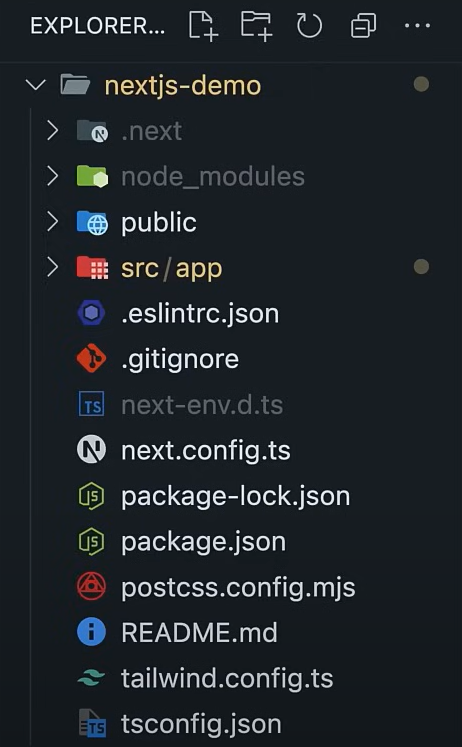 EXPLORER...
nextjs-demo
.next
node_modules
public
src/app
.eslintrc.json
.gitignore
next-env.d.ts
next.config.ts
package-lock.json
package.json
postcss.config.mjs
README.md
tailwind.config.ts
tsconfig.json